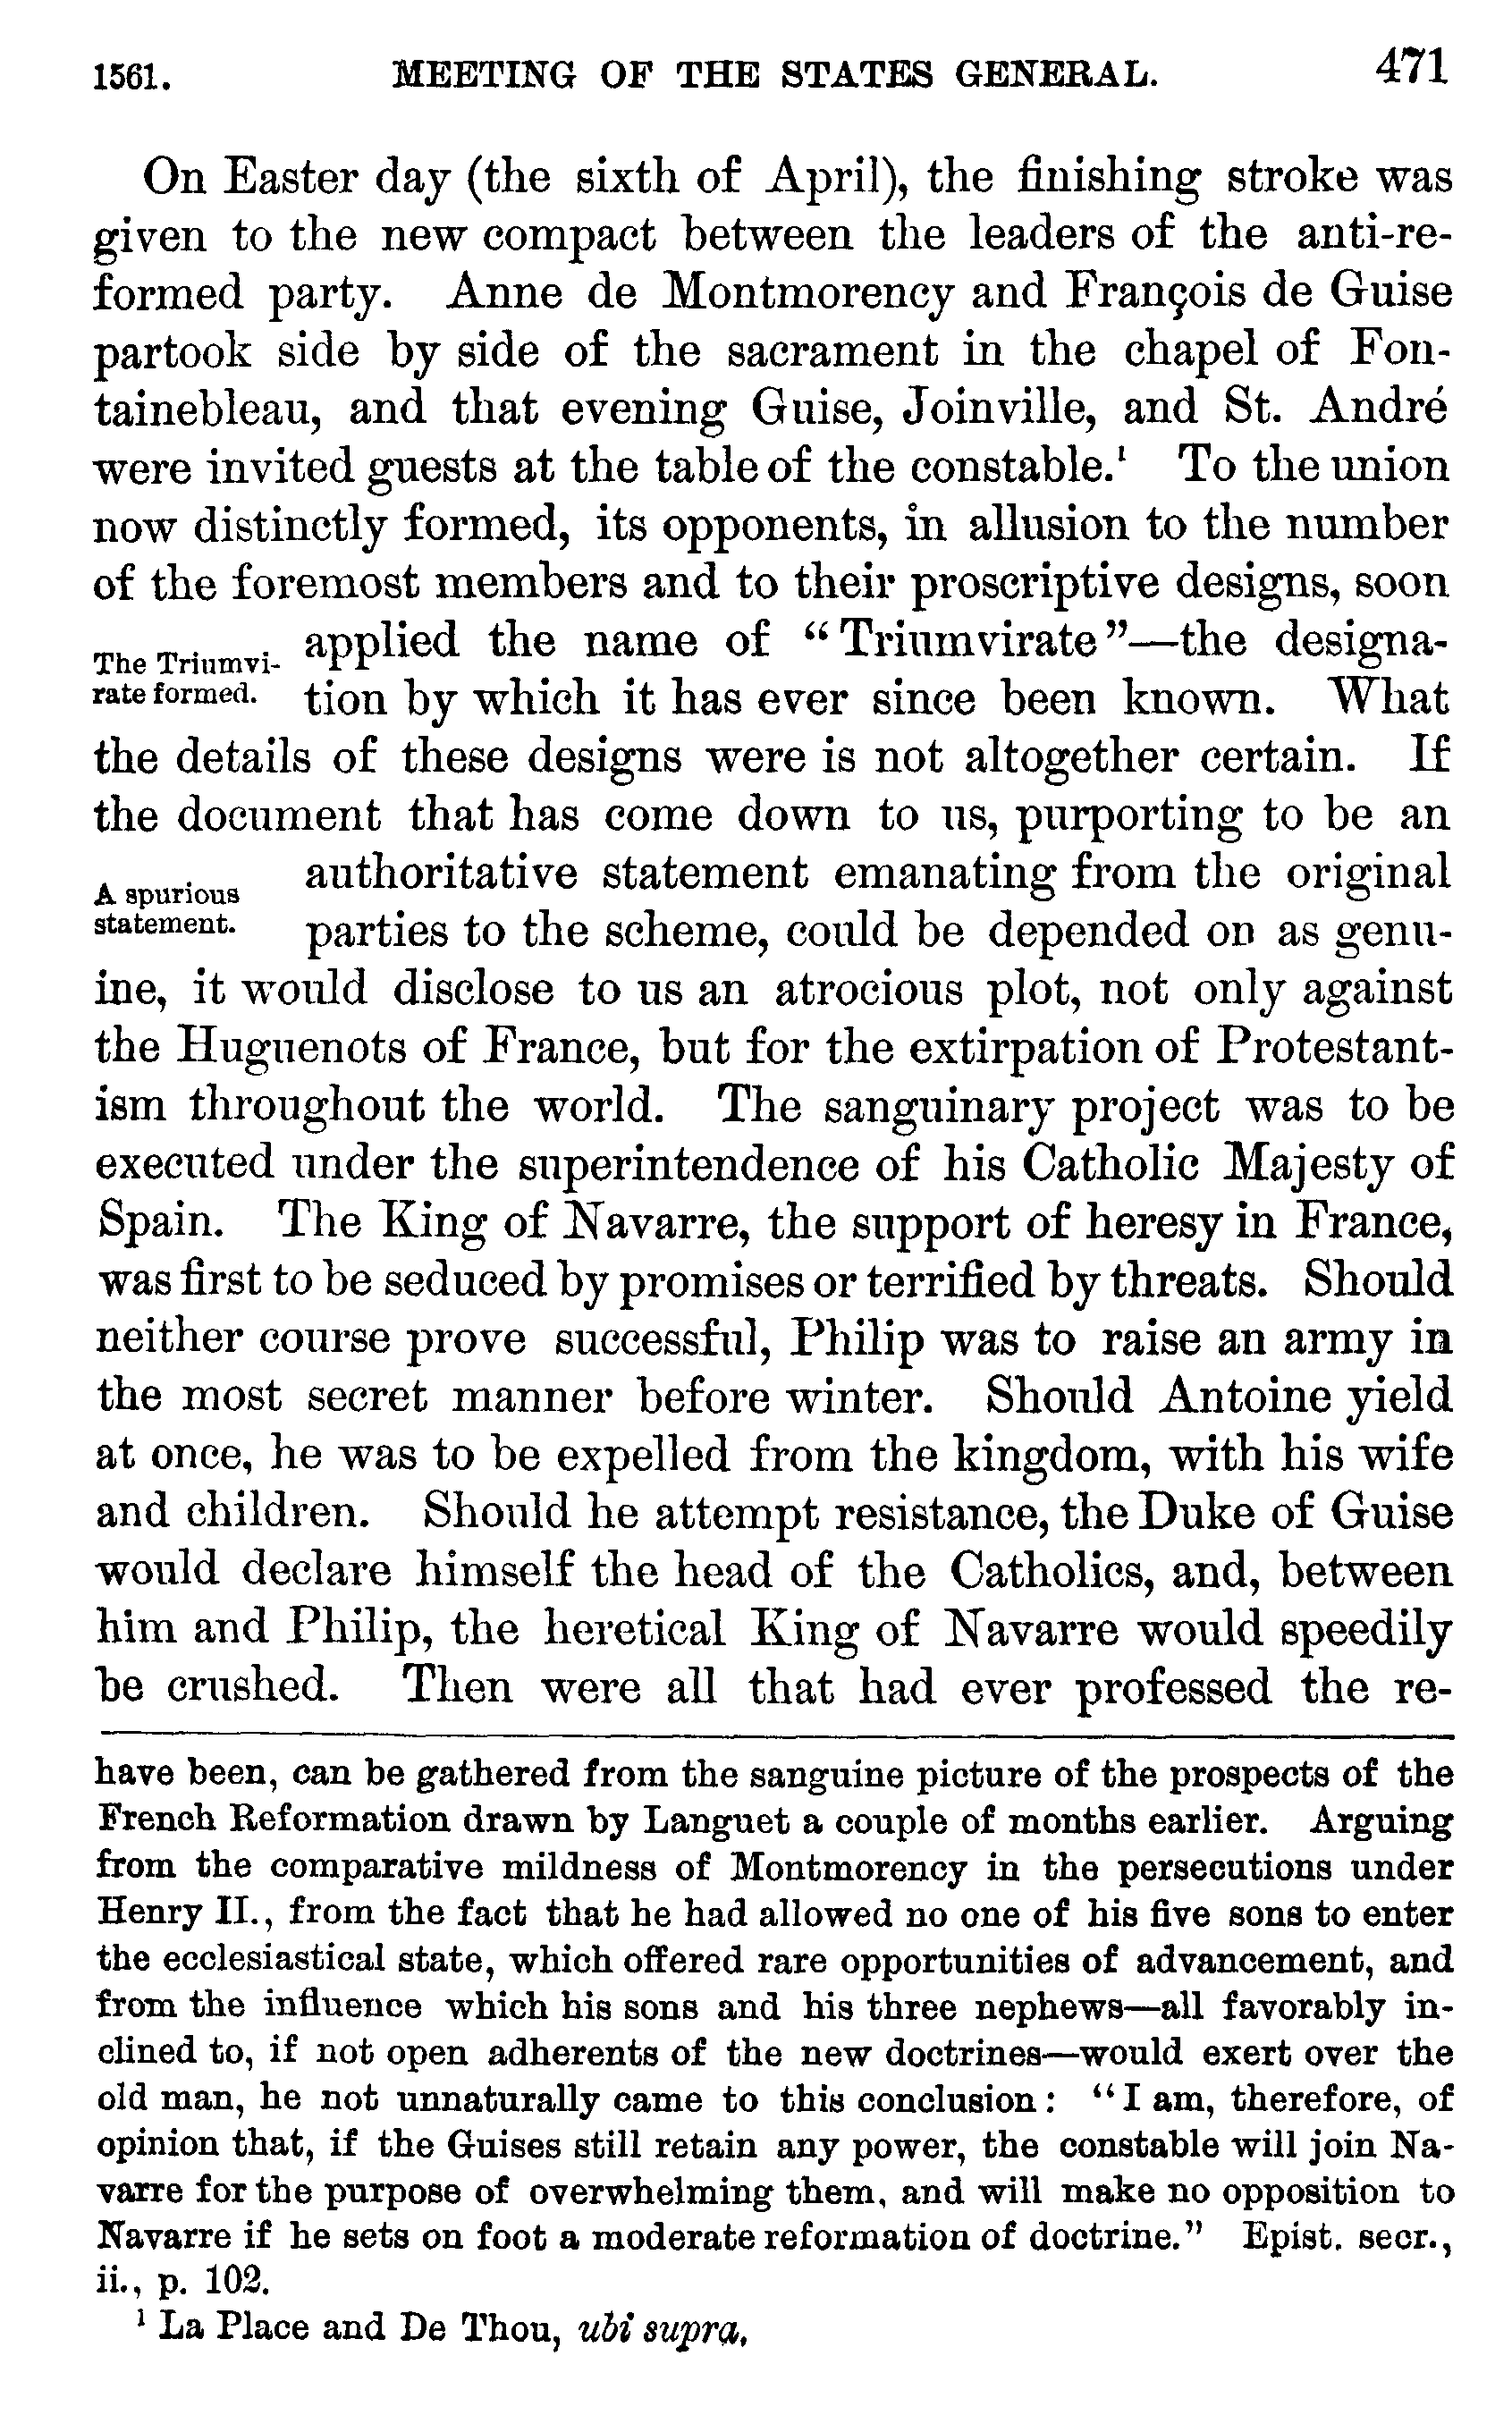 1561. MEETING OF THE STATES GENERAL. 471
On Easter day (the sixth of April), the finishing stroke was
given to the new compact between the leaders of the anti-re-
formed party. Anne de Montmorency and François de Guise
partook side by side of the sacrament in the chapel of Fon-
tainebleau, and that evening Guise, Joinville, and St. André
were invited guests at the table of the constable.¹ To the union
now distinctly formed, its opponents, in allusion to the number
of the foremost members and to their proscriptive designs, soon
The Triumvi-
rate formed.
applied the name of "Triumvirate"—the designa-
tion by which it has ever since been known. What
the details of these designs were is not altogether certain. If
the document that has come down to us, purporting to be an
A spurious
statement.
authoritative statement emanating from the original
parties to the scheme, could be depended on as genu-
ine, it would disclose to us an atrocious plot, not only against
the Huguenots of France, but for the extirpation of Protestant-
ism throughout the world. The sanguinary project was to be
executed under the superintendence of his Catholic Majesty of
Spain. The King of Navarre, the support of heresy in France,
was first to be seduced by promises or terrified by threats. Should
neither course prove successful, Philip was to raise an army in
the most secret manner before winter. Should Antoine yield
at once, he was to be expelled from the kingdom, with his wife
and children. Should he attempt resistance, the Duke of Guise
would declare himself the head of the Catholics, and, between
him and Philip, the heretical King of Navarre would speedily
be crushed. Then were all that had ever professed the re-
have been, can be gathered from the sanguine picture of the prospects of the
French Reformation drawn by Languet a couple of months earlier. Arguing
from the comparative mildness of Montmorency in the persecutions under
Henry II., from the fact that he had allowed no one of his five sons to enter
the ecclesiastical state, which offered rare opportunities of advancement, and
from the influence which his sons and his three nephews—all favorably in-
clined to, if not open adherents of the new doctrines—would exert over the
old man, he not unnaturally came to this conclusion: "I am, therefore, of
opinion that, if the Guises still retain any power, the constable will join Na-
varre for the purpose of overwhelming them, and will make no opposition to
Navarre if he sets on foot a moderate reformation of doctrine." Epist. secr.,
ii., p. 102.
¹ La Place and De Thou, ubi supra.